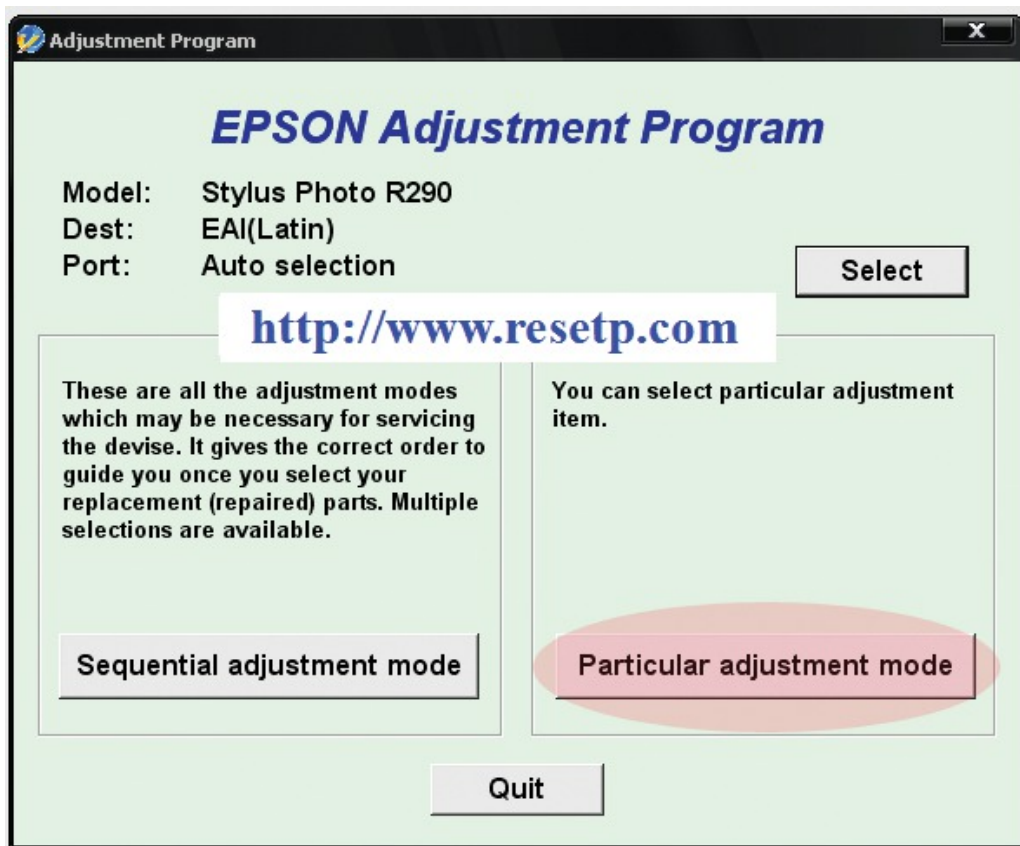 Adjustment Program
X
EPSON Adjustment Program
Model: Stylus Photo R290
Dest: EAI(Latin)
Port: Auto selection
Select
http://www.resetp.com
These are all the adjustment modes
which may be necessary for servicing
the devise. It gives the correct order to
guide you once you select your
replacement (repaired) parts. Multiple
selections are available.
Sequential adjustment mode
You can select particular adjustment
item.
Particular adjustment mode
Quit